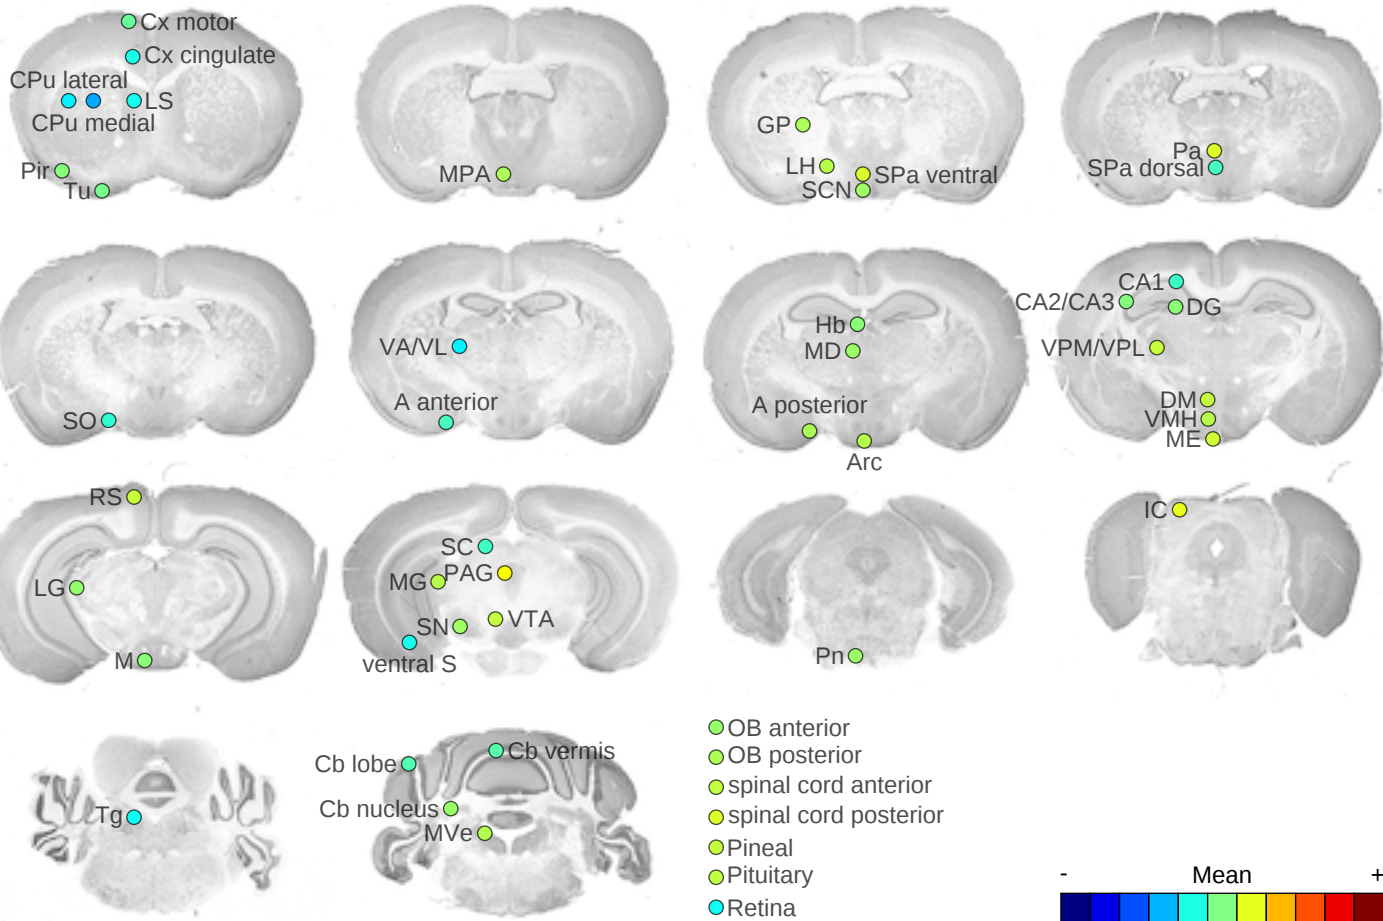 Cx motor
Cx cingulate
CPu lateral
LS
CPu medial
Pir
Tu
MPA
GP
LH
SPa ventral
SCN
Pa
SPa dorsal
SO
VA/VL
A anterior
Hb
MD
A posterior
Arc
CA1
CA2/CA3
DG
VPM/VPL
DM
VMH
ME
RS
LG
M
SC
PAG
MG
VTA
SN
ventral S
Pn
IC
Tg
Cb vermis
Cb lobe
Cb nucleus
MVe
OB anterior
OB posterior
spinal cord anterior
spinal cord posterior
Pineal
Pituitary
Retina
- Mean +